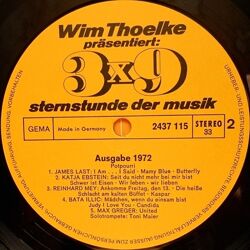 Wim Thoelke
präsentiert:
3x9
sternstunde der musik
GEMA
Made in Germany
2437 115
STEREO
33
2
Ausgabe 1972
Potpourri
1. JAMES LAST: I Am . . . I Said - Mamy Blue - Butterfly
2. KATJA EBSTEIN: Seit du nicht mehr bei mir bist
Schwer ist Eisen - Wir leben - wir lieben
3. REINHARD MEY: Ankomme Freitag, den 13. - Die heiße
Schlacht am kalten Buffet - Kaspar
4. BATA ILLIC: Mädchen, wenn du einsam bist
Judy I Love You - Candida
5. MAX GREGER: United
Solotrompete: Toni Maier